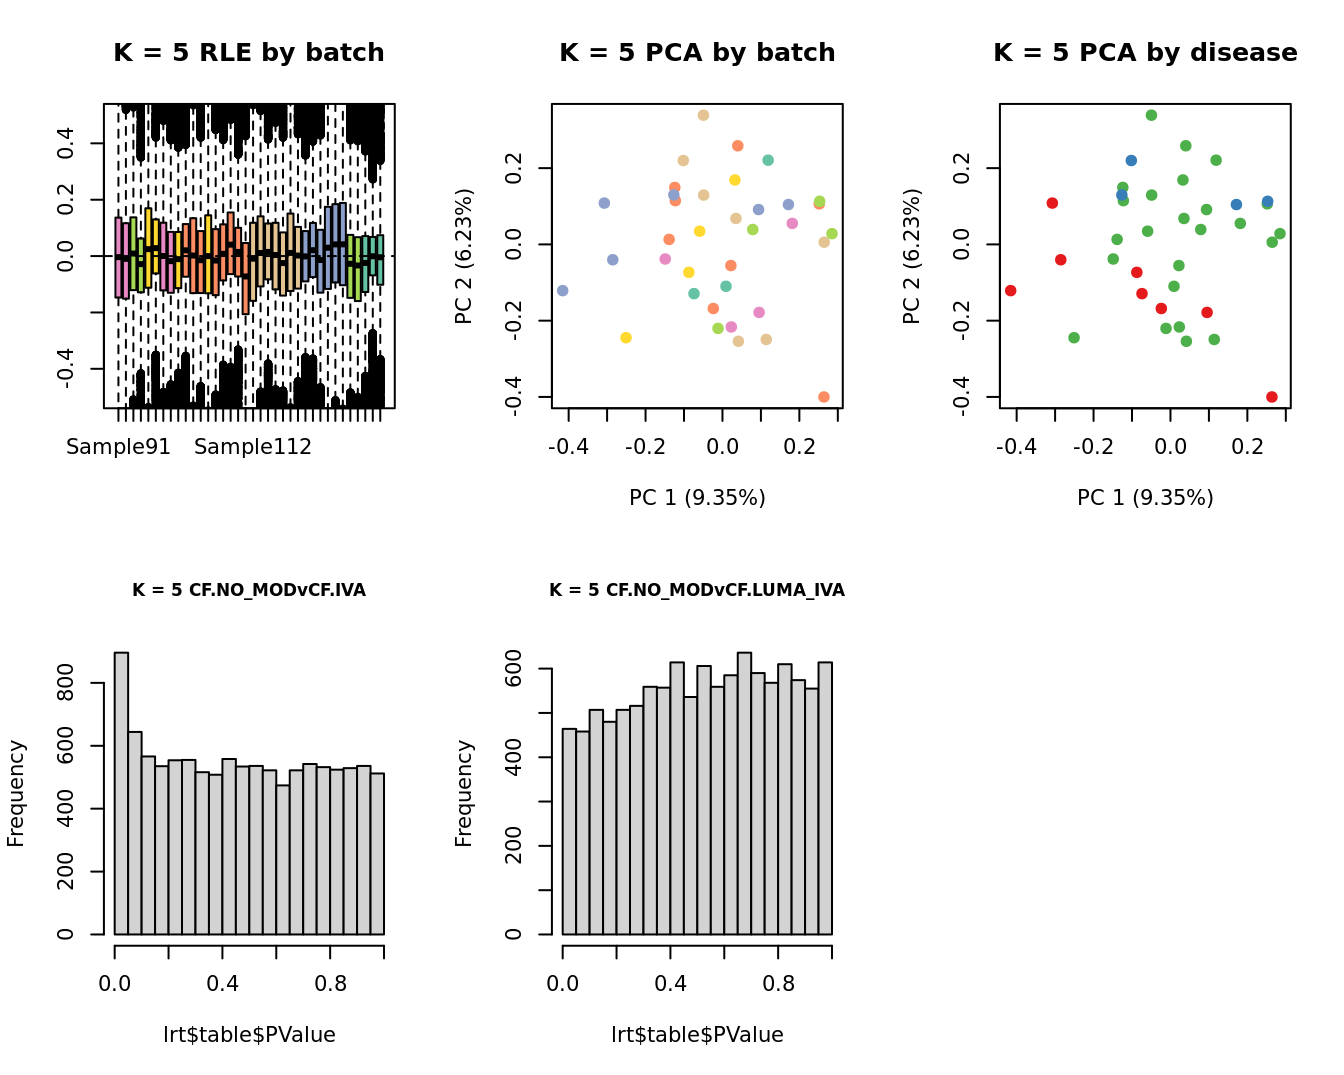 K = 5 RLE by batch
0.4
0.2
0.0
-0.4
Sample91 Sample112
K = 5 PCA by batch
PC 2 (6.23%)
0.2
0.0
-0.2
-0.4
-0.4 -0.2 0.0 0.2
PC 1 (9.35%)
K = 5 PCA by disease
PC 2 (6.23%)
0.2
0.0
-0.2
-0.4
-0.4 -0.2 0.0 0.2
PC 1 (9.35%)
K = 5 CF.NO_MODvCF.IVA
Frequency
800
600
400
200
0
0.0 0.4 0.8
lrt$table$PValue
K = 5 CF.NO_MODvCF.LUMA_IVA
Frequency
600
400
200
0
0.0 0.4 0.8
lrt$table$PValue